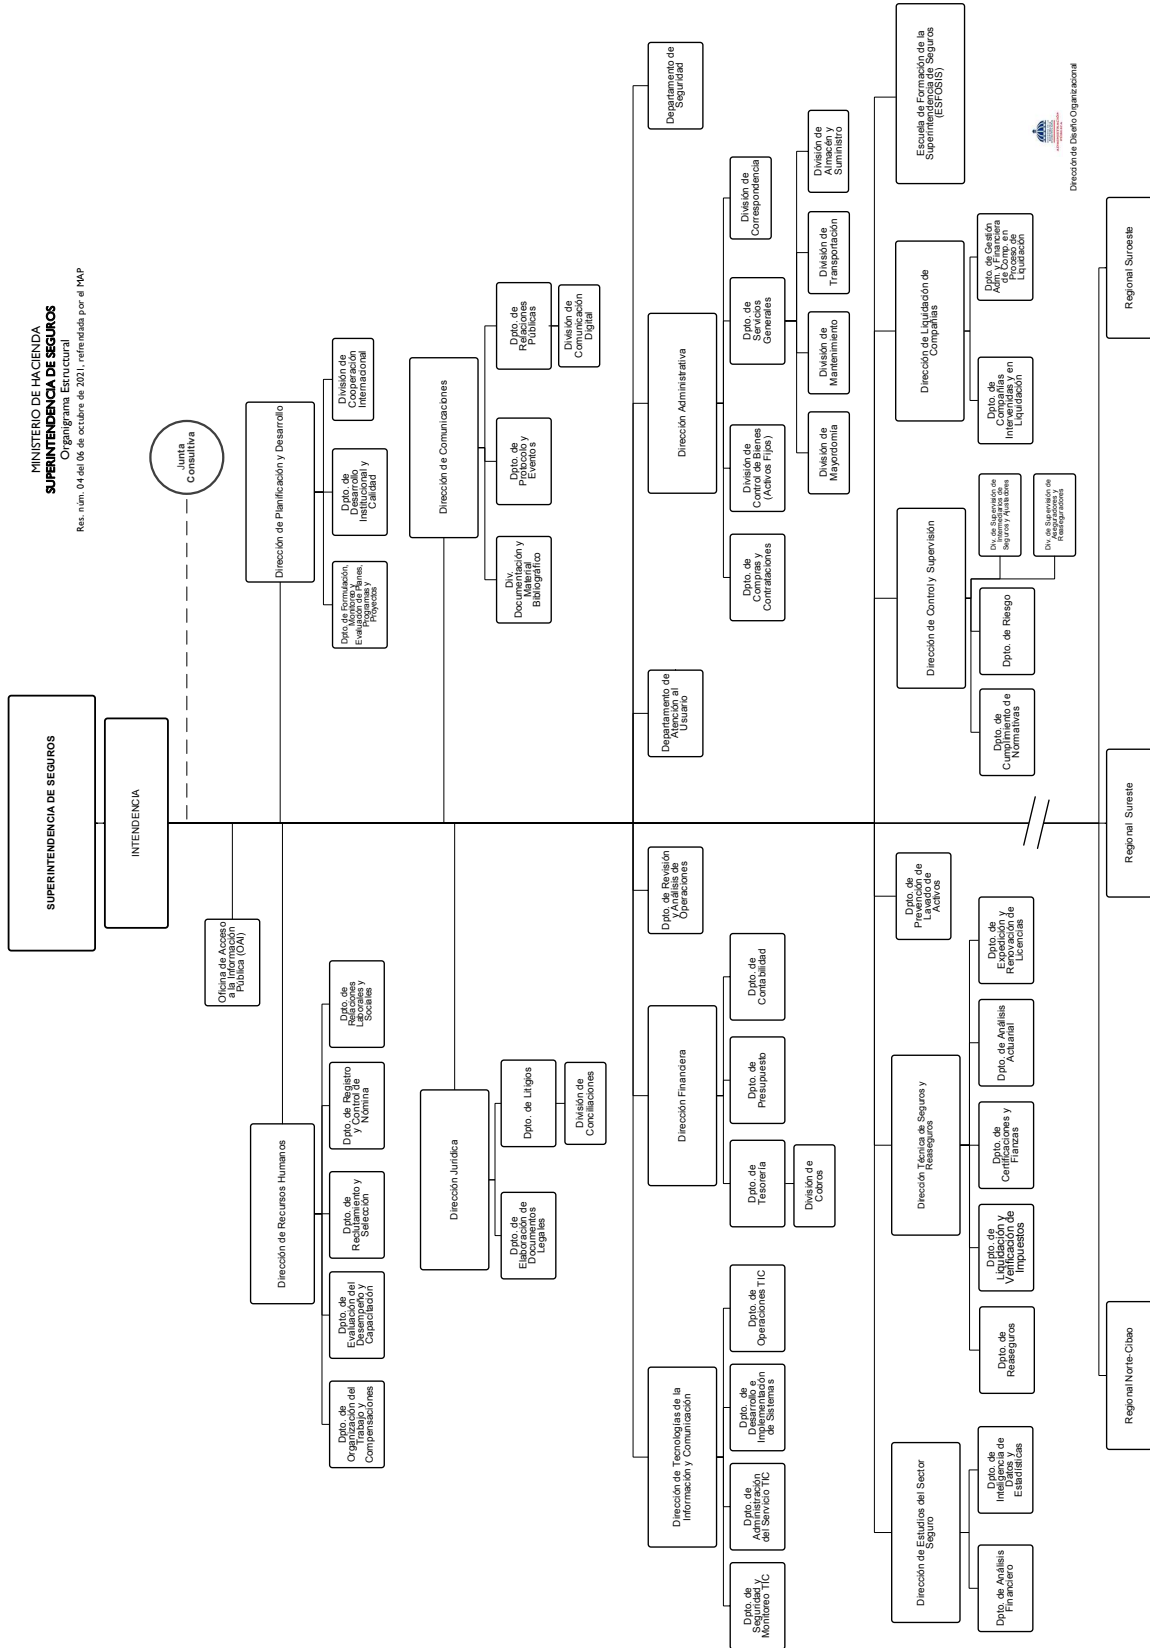 MINISTERIO DE HACIENDA
SUPERINTENDENCIA DE SEGUROS
Organigrama Estructural
Res. núm. 04 del 06 de octubre de 2021, refrendada por el MAP
SUPERINTENDENCIA DE SEGUROS
INTENDENCIA
Junta
Consultiva
Oficina de Acceso
a la Información
Pública (OAI)
Dirección de Recursos Humanos
Dpto. de
Organización del
Trabajo y
Compensaciones
Dpto. de
Evaluación del
Desempeño y
Capacitación
Dpto. de
Reclutamiento y
Selección
Dpto. de Registro
y Control de
Nómina
Dpto. de
Relaciones
Laborales y
Sociales
Dirección de Planificación y Desarrollo
Dpto. de Formulación,
Monitoreo y
Evaluación de Planes,
Programas y
Proyectos
Dpto. de
Desarrollo
Institucional y
Calidad
División de
Cooperación
Internacional
Dirección Jurídica
Dpto. de
Elaboración de
Documentos
Legales
Dpto. de Litigios
División de
Conciliaciones
Dirección de Comunicaciones
Div.
Documentación y
Material
Bibliográfico
Dpto. de
Protocolo y
Eventos
Dpto. de
Relaciones
Públicas
División de
Comunicación
Digital
Dirección de Tecnologías de la
Información y Comunicación
Dpto. de
Seguridad y
Monitoreo TIC
Dpto. de
Administración
del Servicio TIC
Dpto. de
Desarrollo e
Implementación
de Sistemas
Dpto. de
Operaciones TIC
Dirección Financiera
Dpto. de
Tesorería
División de
Cobros
Dpto. de
Presupuesto
Dpto. de
Contabilidad
Dpto. de Revisión
y Análisis de
Operaciones
Departamento de
Atención al
Usuario
Dirección Administrativa
Dpto. de
Compras y
Contrataciones
División de
Control de Bienes
(Activos Fijos)
Dpto. de
Servicios
Generales
División de
Correspondencia
División de
Mayordomía
División de
Mantenimiento
División de
Transportación
División de
Almacén y
Suministro
Departamento de
Seguridad
Dirección de Estudios del Sector
Seguro
Dpto. de Análisis
Financiero
Dpto. de
Inteligencia de
Datos y
Estadísticas
Dirección Técnica de Seguros y
Reaseguros
Dpto. de
Reaseguros
Dpto. de
Liquidación y
Verificación de
Impuestos
Dpto. de
Certificaciones y
Fianzas
Dpto. de Análisis
Actuarial
Dpto. de
Expedición y
Renovación de
Licencias
Dpto. de
Prevención de
Lavado de
Activos
Dirección de Control y Supervisión
Dpto. de
Cumplimiento de
Normativas
Dpto. de Riesgo
Div. de Supervisión de
Intermediarios de
Seguros y Ajustadores
Div. de Supervisión de
Aseguradores y
Reaseguradores
Dirección de Liquidación de
Compañías
Dpto. de
Compañías
Intervenidas y en
Liquidación
Dpto. de Gestión
Adm. y Financiera
de Comp. en
Proceso de
Liquidación
Escuela de Formación de la
Superintendencia de Seguros
(ESFOSIS)
Dirección de Diseño Organizacional
Regional Norte-Cibao
Regional Sureste
Regional Suroeste